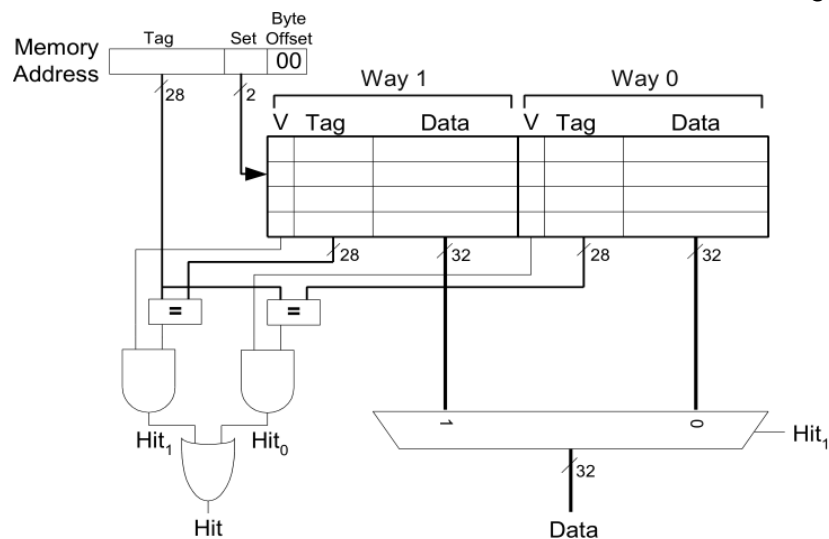 Byte
Tag Set Offset
Memory
Address
00
28 2
Way 1 Way 0
V Tag Data V Tag Data
28 32 28 32
= =
1 0
Hit1 Hit0 Hit1
32
Hit Data